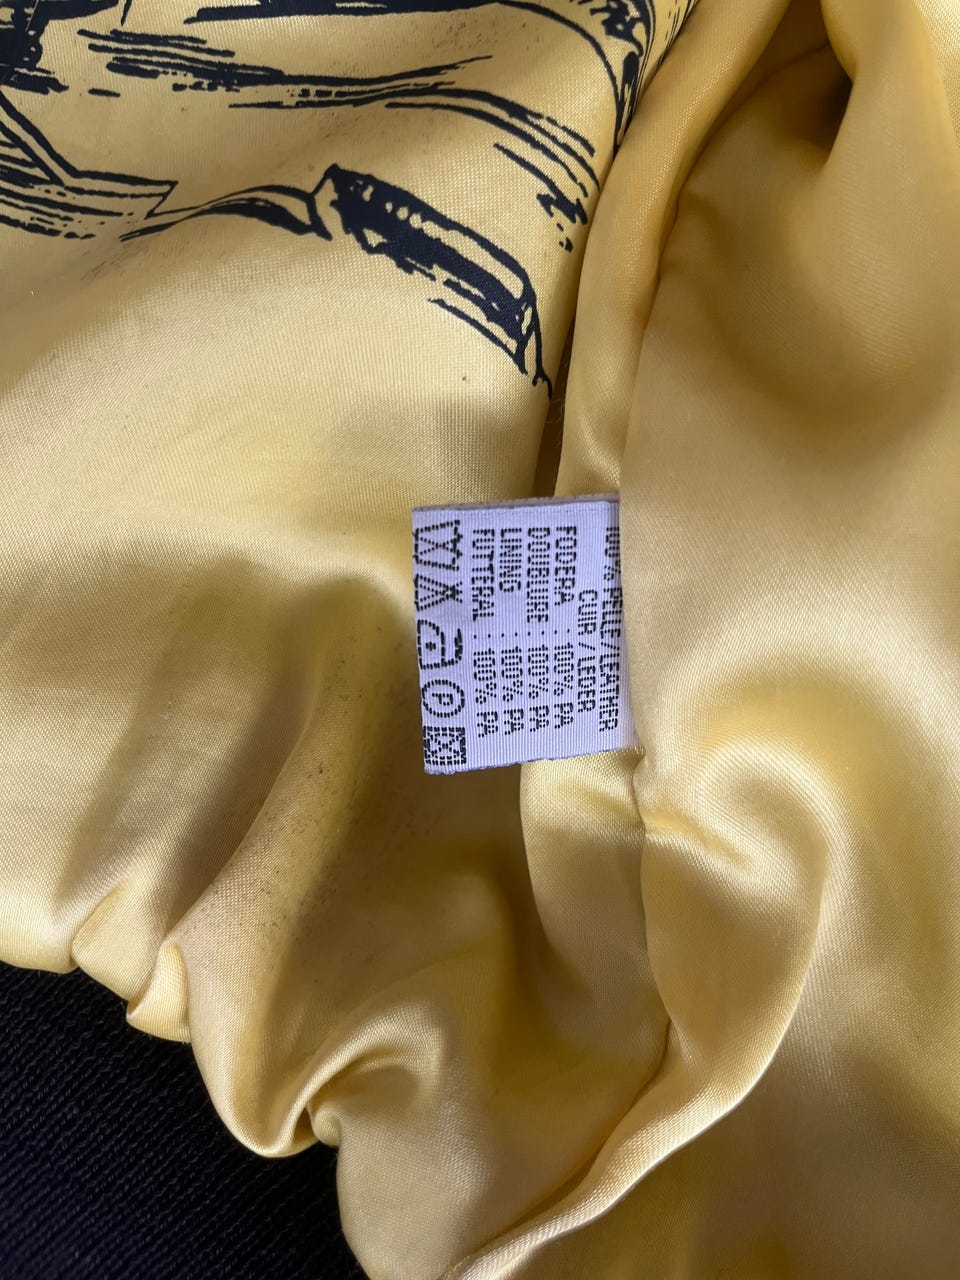 100% PELLE/LEATHER
CUIR/LEDER
FODERA . . . 100% PA
DOUBLURE . . 100% PA
LINING . . . 100% PA
FUTTERAL . . 100% PA
P